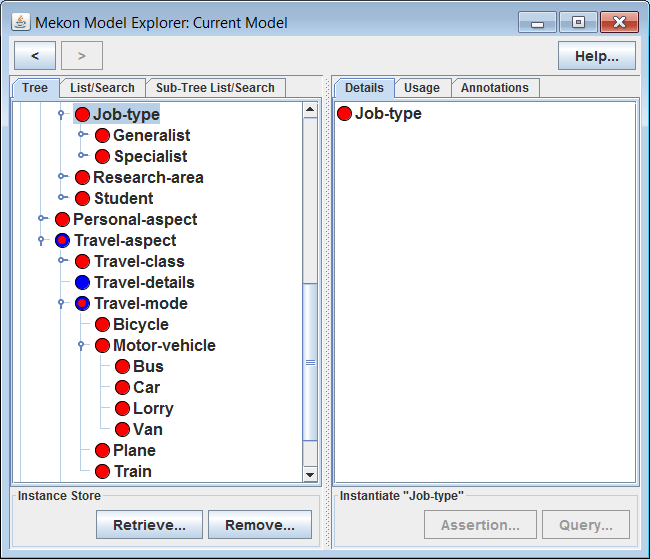 Mekon Model Explorer: Current Model
< > Help...
Tree List/Search Sub-Tree List/Search
Details Usage Annotations
Job-type
Generalist
Specialist
Research-area
Student
Personal-aspect
Travel-aspect
Travel-class
Travel-details
Travel-mode
Bicycle
Motor-vehicle
Bus
Car
Lorry
Van
Plane
Train
Job-type
Instance Store
Retrieve... Remove...
Instantiate "Job-type"
Assertion... Query...